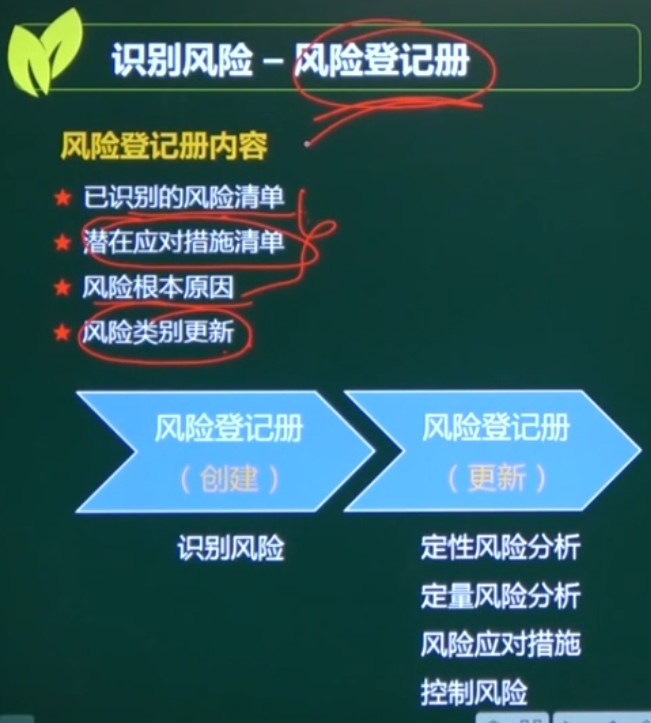 识别风险 – 风险登记册
风险登记册内容
★ 已识别的风险清单
★ 潜在应对措施清单
★ 风险根本原因
★ 风险类别更新
风险登记册
（创建）
识别风险
风险登记册
（更新）
定性风险分析
定量风险分析
风险应对措施
控制风险